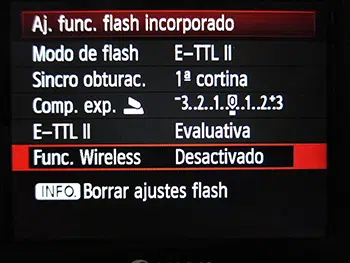 Aj. func. flash incorporado
Modo de flash E-TTL II
Sincro obturac. 1ª cortina
Comp. exp. ⁻3..2..1..0..1..2..⁺3
E-TTL II Evaluativa
Func. Wireless Desactivado
INFO. Borrar ajustes flash